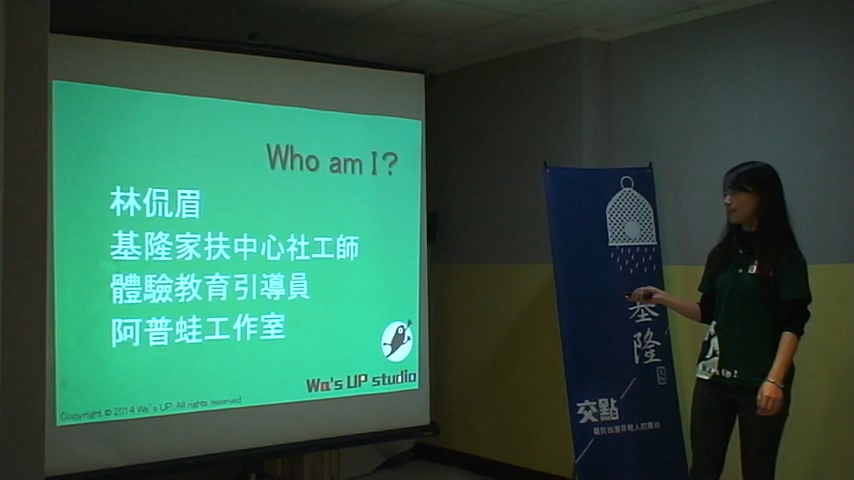 Who am I?
林侃眉
基隆家扶中心社工師
體驗教育引導員
阿普蛙工作室
Wa's UP studio
Copyright © 2014 Wa's UP. All rights reserved
基隆
交點